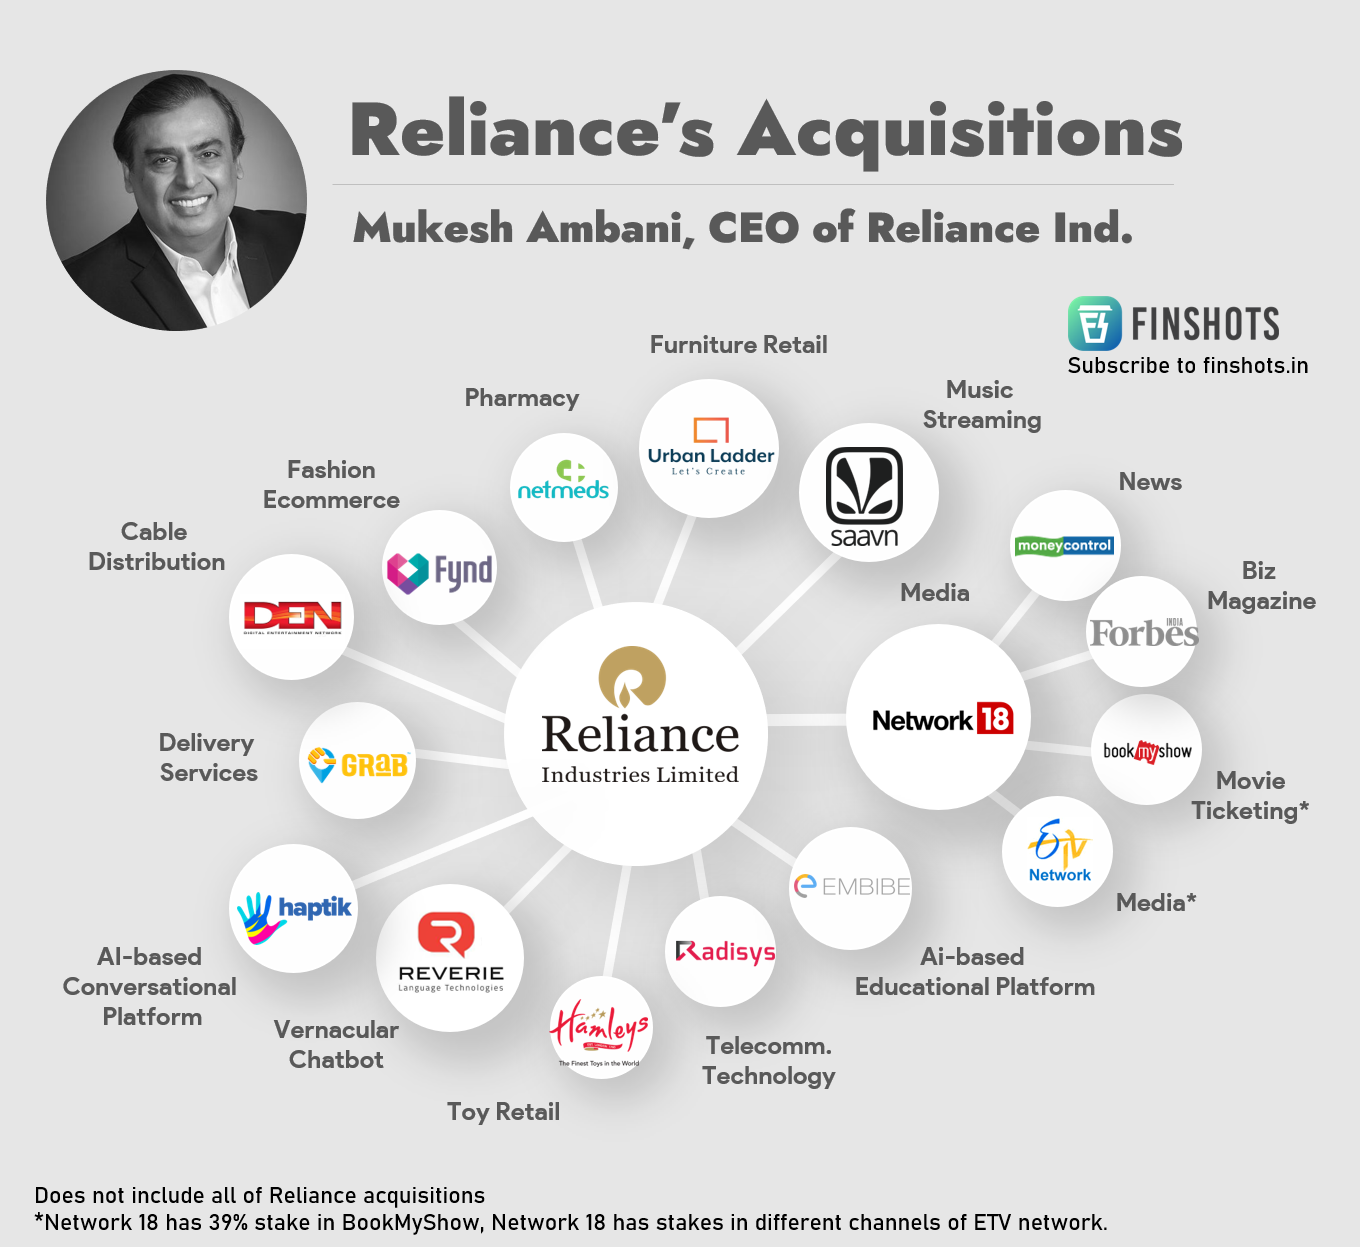 Reliance's Acquisitions
Mukesh Ambani, CEO of Reliance Ind.
FINSHOTS
Subscribe to finshots.in
Furniture Retail
Urban Ladder
Let's Create
Pharmacy
netmeds
Music
Streaming
saavn
Fashion
Ecommerce
Fynd
News
moneycontrol
Cable
Distribution
DEN
DIGITAL ENTERTAINMENT NETWORK
Media
Network 18
Biz
Magazine
Forbes
INDIA
Reliance
Industries Limited
Delivery
Services
GRAB
bookmyshow
Movie
Ticketing*
ETV
Network
Media*
haptik
AI-based
Conversational
Platform
REVERIE
Language Technologies
Vernacular
Chatbot
Hamleys
The Finest Toys in the World
Toy Retail
Radisys
Telecomm.
Technology
EMBIBE
Ai-based
Educational Platform
Does not include all of Reliance acquisitions
*Network 18 has 39% stake in BookMyShow, Network 18 has stakes in different channels of ETV network.